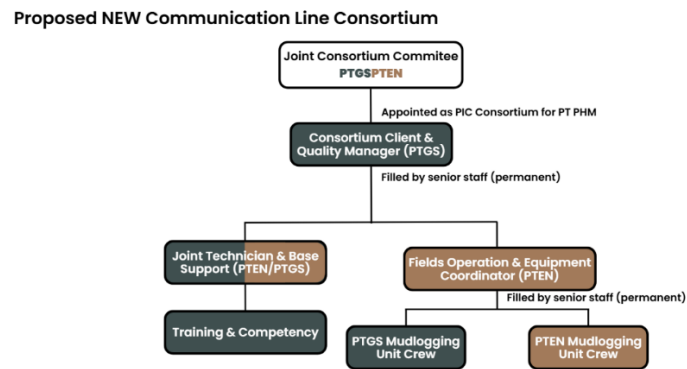 Proposed NEW Communication Line Consortium
Joint Consortium Commitee
PTGSPTEN
Appointed as PIC Consortium for PT PHM
Consortium Client &
Quality Manager (PTGS)
Filled by senior staff (permanent)
Joint Technician & Base
Support (PTEN/PTGS)
Fields Operation & Equipment
Coordinator (PTEN)
Filled by senior staff (permanent)
Training & Competency
PTGS Mudlogging
Unit Crew
PTEN Mudlogging
Unit Crew